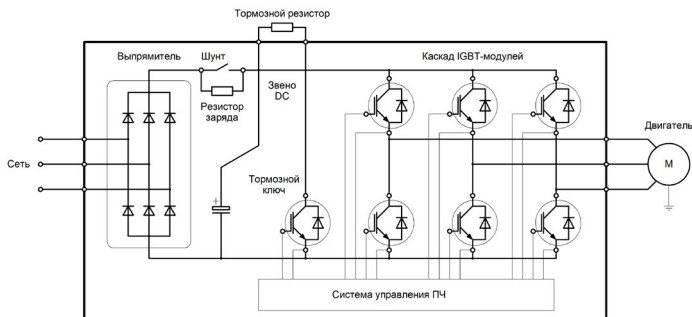 Тормозной резистор
Выпрямитель
Шунт
Каскад IGBT-модулей
Звено
DC
Резистор
заряда
Двигатель
Сеть
M
Тормозной
ключ
+
Система управления ПЧ